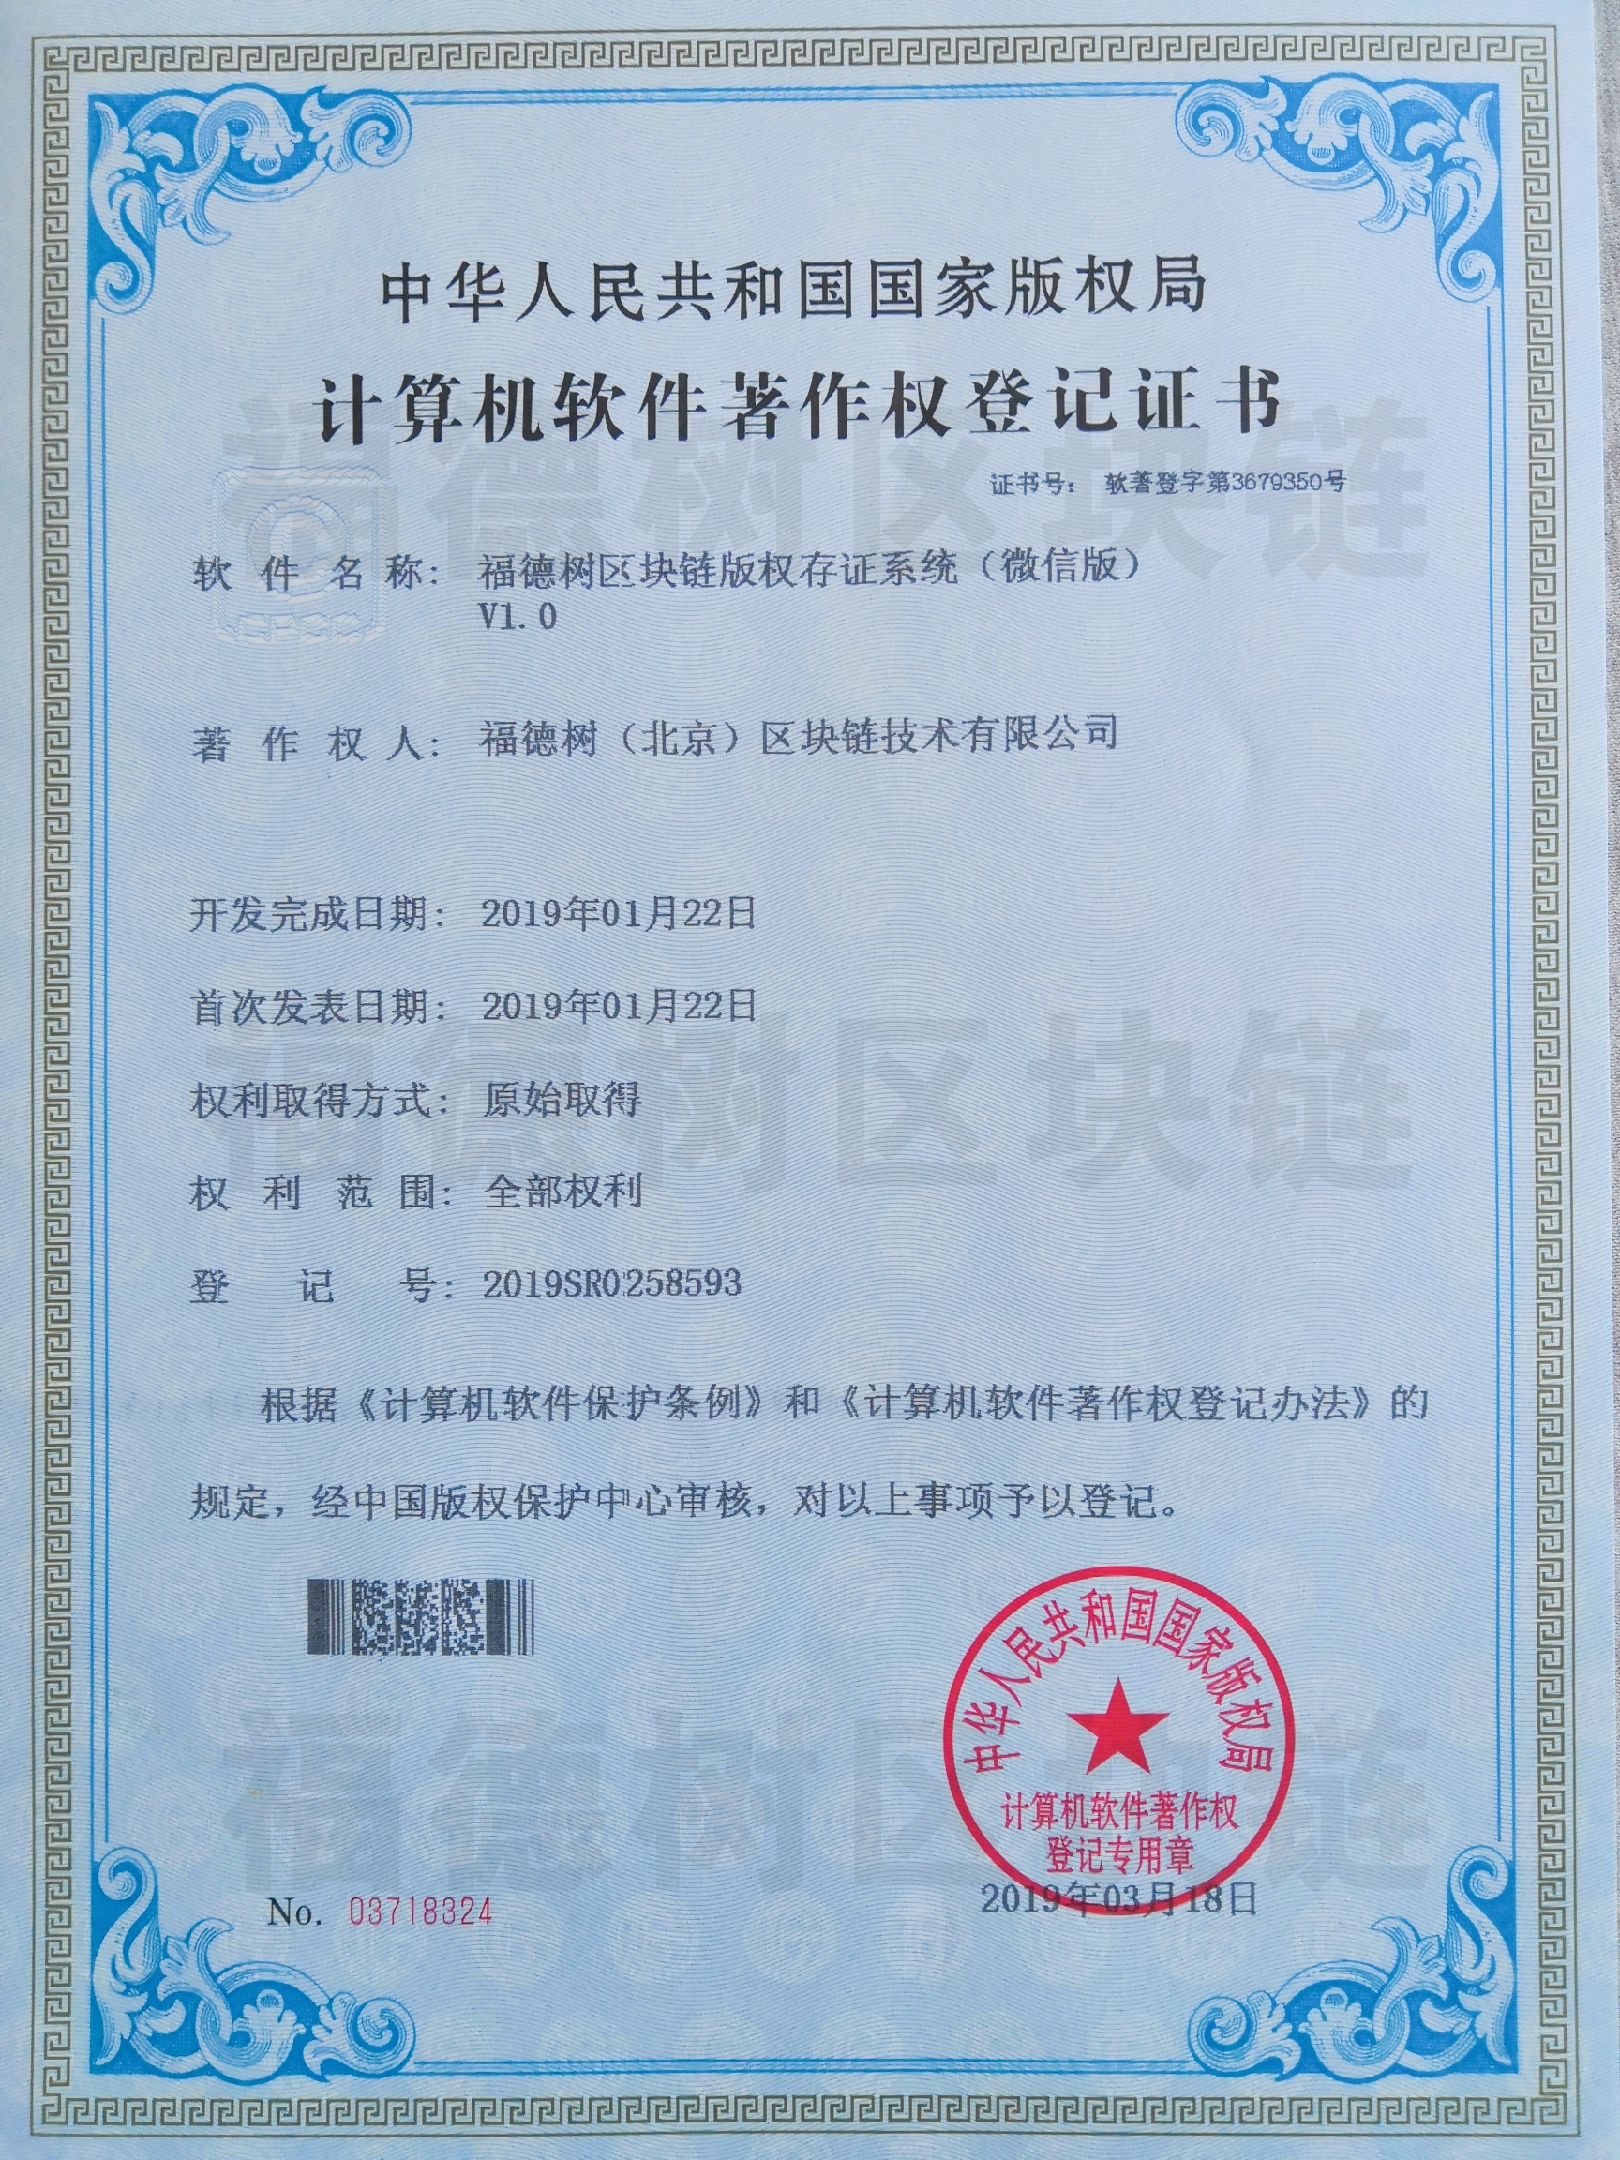 中华人民共和国国家版权局
计算机软件著作权登记证书
证书号： 软著登字第3679350号
软件名称： 福德树区块链版权存证系统（微信版）
V1.0
著作权人： 福德树（北京）区块链技术有限公司
开发完成日期： 2019年01月22日
首次发表日期： 2019年01月22日
权利取得方式： 原始取得
权利范围： 全部权利
登记号： 2019SR0258593
根据《计算机软件保护条例》和《计算机软件著作权登记办法》的
规定，经中国版权保护中心审核，对以上事项予以登记。
中华人民共和国国家版权局
计算机软件著作权
登记专用章
No. 03718324
2019年03月18日
福德树区块链
福德树区块链
福德树区块链